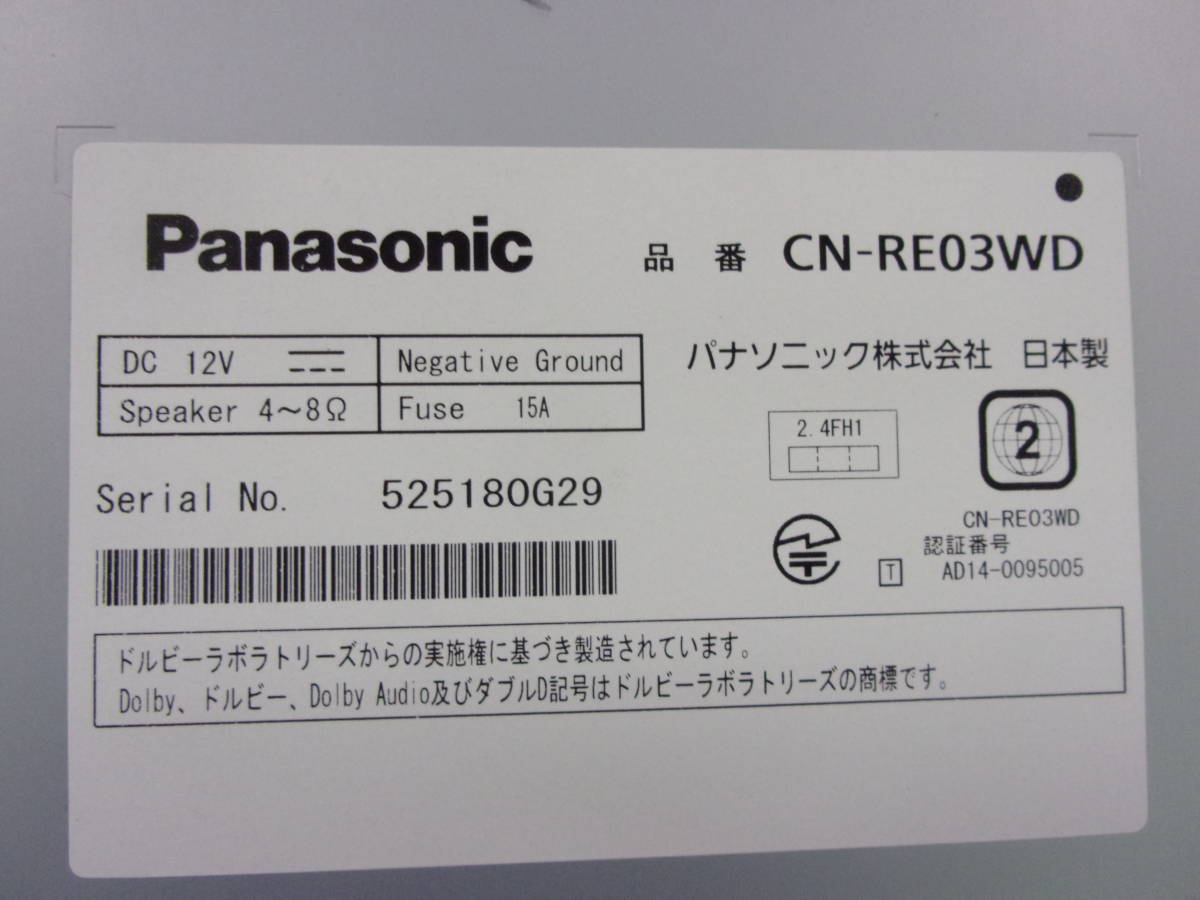 Panasonic 品番 CN-RE03WD
DC 12V
Negative Ground
Speaker 4~8Ω
Fuse 15A
パナソニック株式会社 日本製
2.4FH1
2
Serial No. 525180G29
CN-RE03WD
認証番号
T AD14-0095005
ドルビーラボラトリーズからの実施権に基づき製造されています。
Dolby、ドルビー、Dolby Audio及びダブルD記号はドルビーラボラトリーズの商標です。